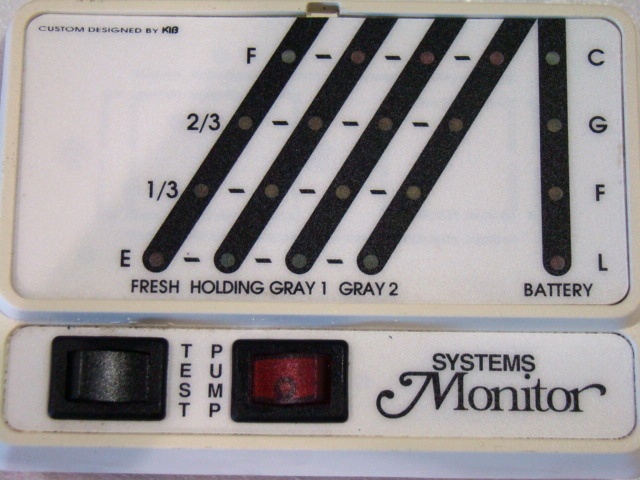 CUSTOM DESIGNED BY KIB
F - - - C
2/3 - - - G
1/3 - - - F
E - - - L
FRESH HOLDING GRAY 1 GRAY 2 BATTERY
TEST PUMP
SYSTEMS
Monitor